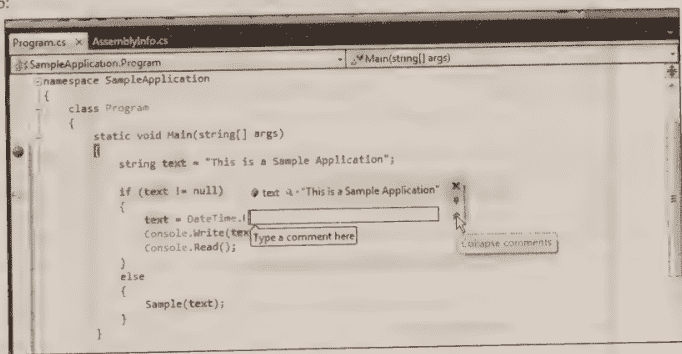 Program.cs × AssemblyInfo.cs
SampleApplication.Program Main(string[] args)
namespace SampleApplication
{
class Program
{
static void Main(string[] args)
{
string text = "This is a Sample Application";
if (text != null) text "This is a Sample Application"
{
text = DateTime.
Console.Write(tex
Type a comment here
Collapse comments
Console.Read();
}
else
{
Sample(text);
}
}